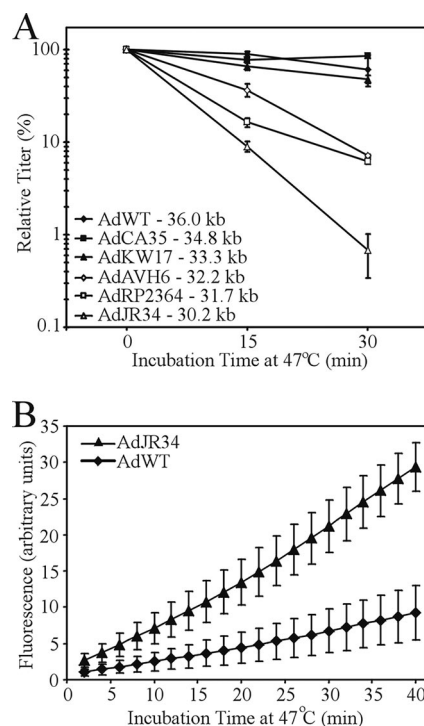 A
Relative Titer (%)
100
10
1
0.1
AdWT - 36.0 kb
AdCA35 - 34.8 kb
AdKW17 - 33.3 kb
AdAVH6 - 32.2 kb
AdRP2364 - 31.7 kb
AdJR34 - 30.2 kb
0 15 30
Incubation Time at 47°C (min)
B
Fluorescence (arbitrary units)
35
30
25
20
15
10
5
0
AdJR34
AdWT
0 5 10 15 20 25 30 35 40
Incubation Time at 47°C (min)